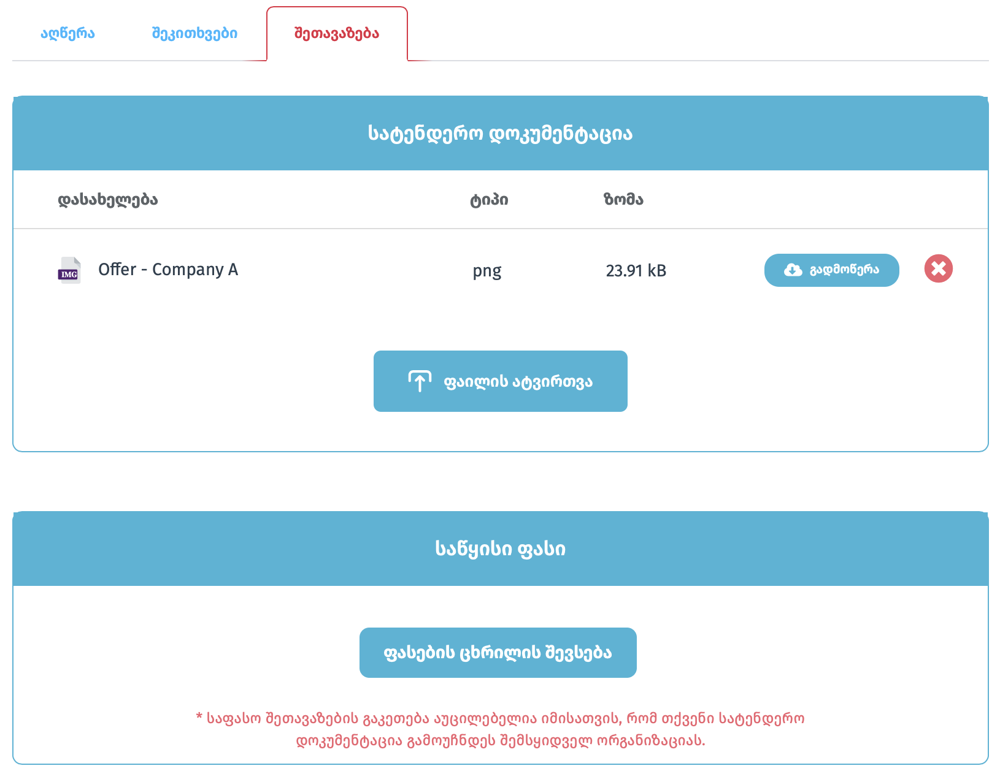 აღწერა შეკითხვები შეთავაზება
სატენდერო დოკუმენტაცია
დასახელება ტიპი ზომა
IMG Offer - Company A png 23.91 kB გადმოწერა
ფაილის ატვირთვა
საწყისი ფასი
ფასების ცხრილის შევსება
* საფასო შეთავაზების გაკეთება აუცილებელია იმისათვის, რომ თქვენი სატენდერო
დოკუმენტაცია გამოუჩნდეს შემსყიდველ ორგანიზაციას.